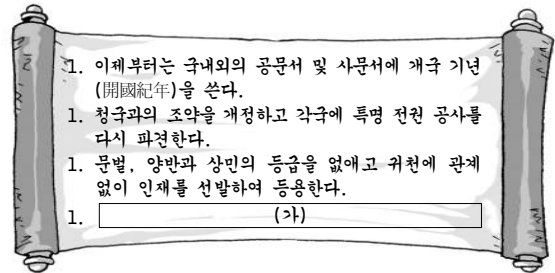 1. 이제부터는 국내외의 공문서 및 사문서에 개국 기년
(開國紀年)을 쓴다.
1. 청국과의 조약을 개정하고 각국에 특명 전권 공사를
다시 파견한다.
1. 문벌, 양반과 상민의 등급을 없애고 귀천에 관계
없이 인재를 선발하여 등용한다.
1. (가)